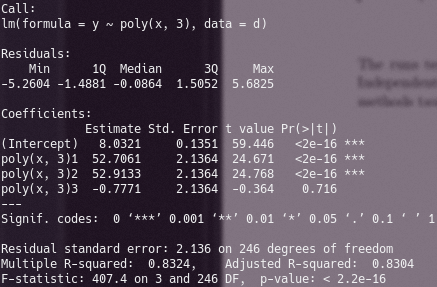 Call:
lm(formula = y ~ poly(x, 3), data = d)
Residuals:
Min 1Q Median 3Q Max
-5.2604 -1.4881 -0.0864 1.5052 5.6825
Coefficients:
Estimate Std. Error t value Pr(>|t|)
(Intercept) 8.0321 0.1351 59.446 <2e-16 ***
poly(x, 3)1 52.7061 2.1364 24.671 <2e-16 ***
poly(x, 3)2 52.9133 2.1364 24.768 <2e-16 ***
poly(x, 3)3 -0.7771 2.1364 -0.364 0.716
---
Signif. codes: 0 ‘***’ 0.001 ‘**’ 0.01 ‘*’ 0.05 ‘.’ 0.1 ‘ ’ 1
Residual standard error: 2.136 on 246 degrees of freedom
Multiple R-squared: 0.8324, Adjusted R-squared: 0.8304
F-statistic: 407.4 on 3 and 246 DF, p-value: < 2.2e-16
The runs te
Independent
methods